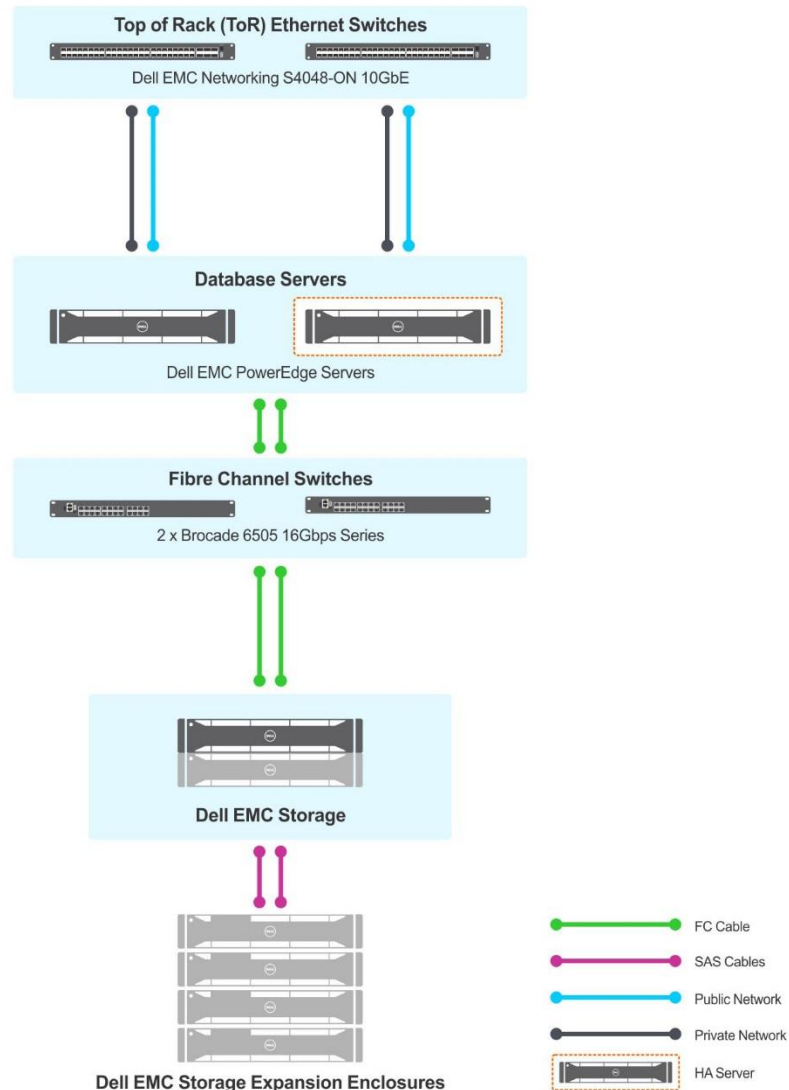 Top of Rack (ToR) Ethernet Switches
Dell EMC Networking S4048-ON 10GbE
Database Servers
Dell EMC PowerEdge Servers
Fibre Channel Switches
2 x Brocade 6505 16Gbps Series
Dell EMC Storage
Dell EMC Storage Expansion Enclosures
FC Cable
SAS Cables
Public Network
Private Network
HA Server